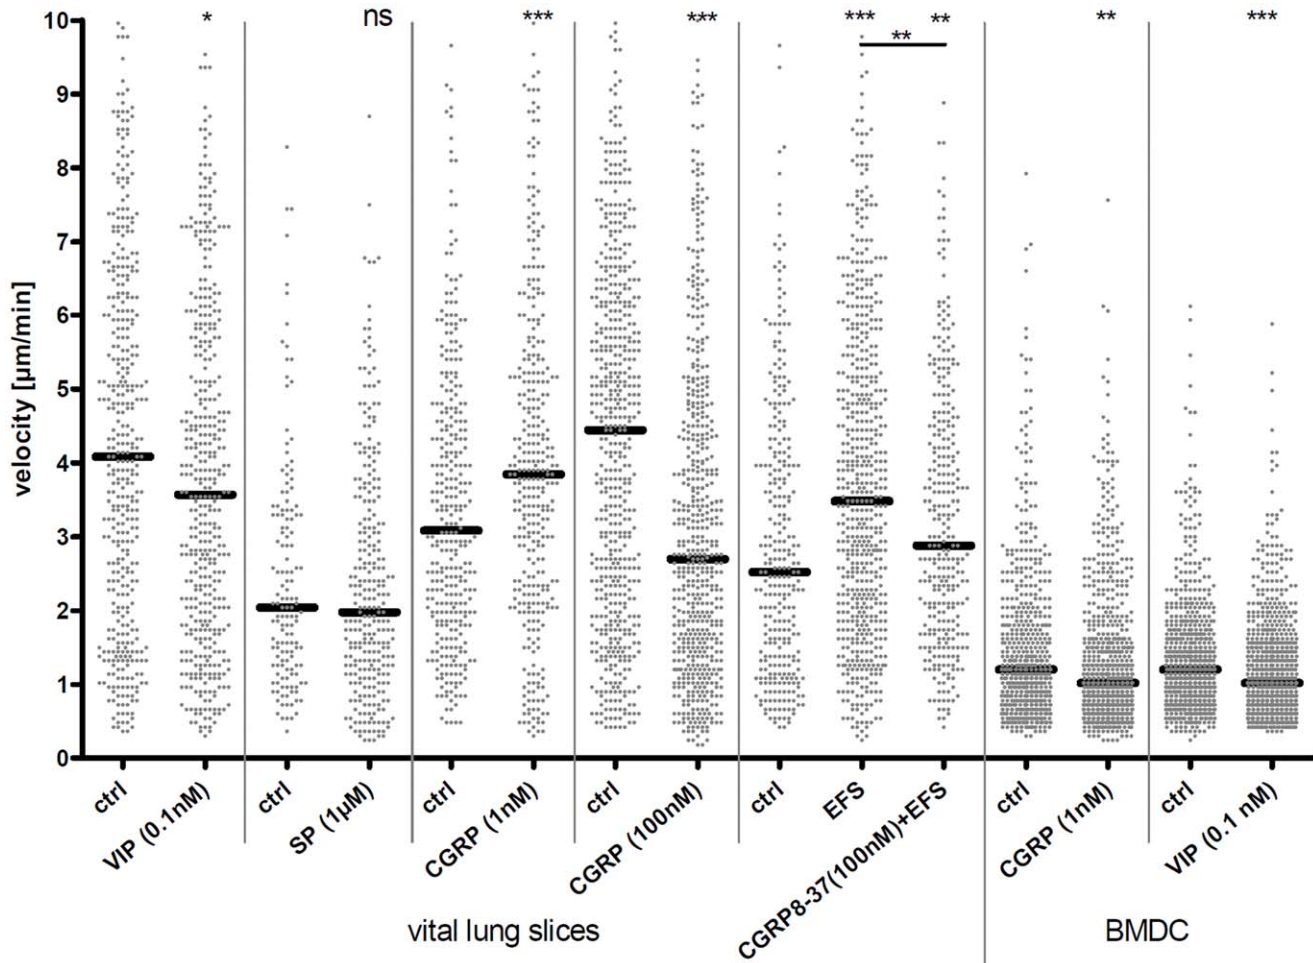 * ns *** *** *** ** ** ***
**
10
9
8
7
6
5
4
3
2
1
0
velocity [µm/min]
ctrl
VIP (0.1nM)
ctrl
SP (1µM)
ctrl
CGRP (1nM)
ctrl
CGRP (100nM)
ctrl
EFS
CGRP8-37(100nM)+EFS
ctrl
CGRP (1nM)
ctrl
VIP (0.1 nM)
vital lung slices
BMDC